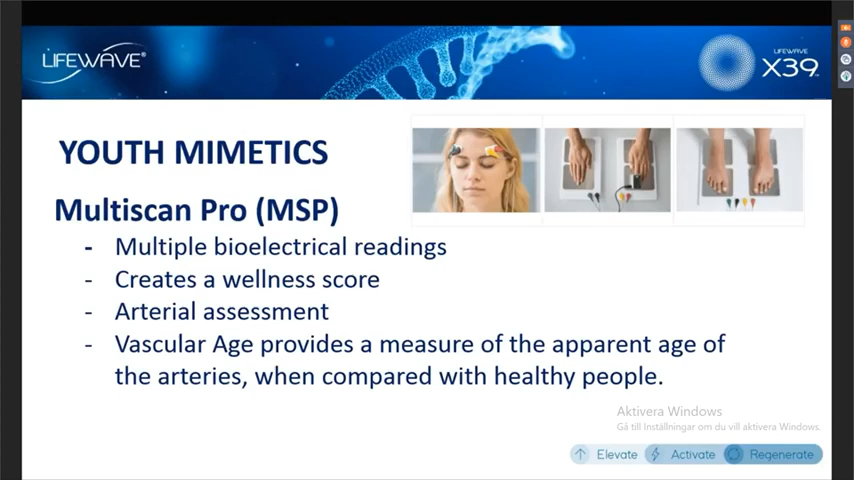 LIFEWAVE®
LIFEWAVE
X39™
YOUTH MIMETICS
Multiscan Pro (MSP)
- Multiple bioelectrical readings
- Creates a wellness score
- Arterial assessment
- Vascular Age provides a measure of the apparent age of
the arteries, when compared with healthy people.
Aktivera Windows
Gå till Inställningar om du vill aktivera Windows.
Elevate Activate Regenerate